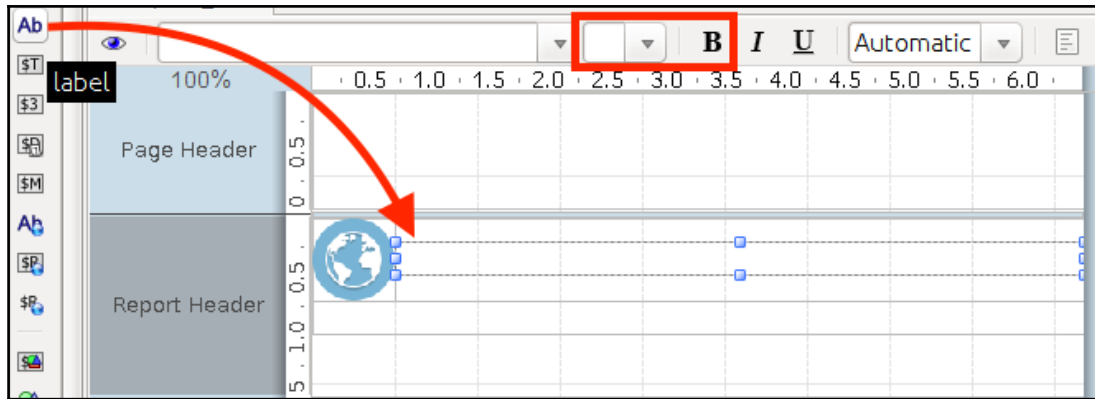 Ab
B I U Automatic
$T
label
100% 0.5 1.0 1.5 2.0 2.5 3.0 3.5 4.0 4.5 5.0 5.5 6.0
$3
Page Header
0.5
0
$M
Ab
$P
$P
Report Header
0.5
1.0
5
$